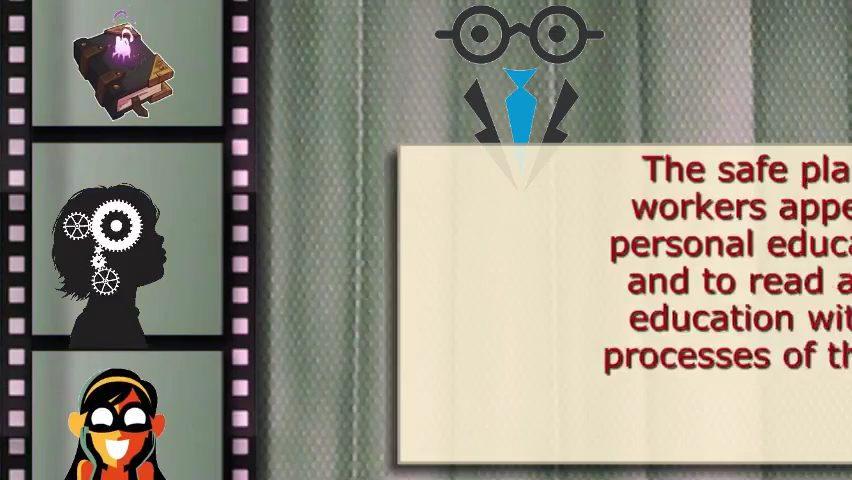 The safe pla
workers appe
personal educa
and to read a
education wit
processes of th